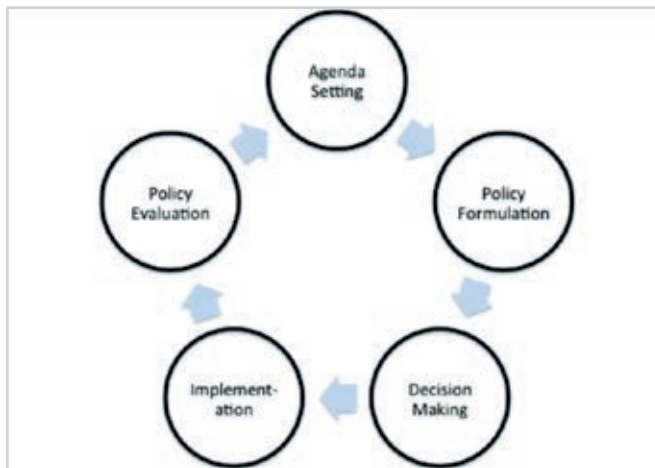 Agenda
Setting
Policy
Formulation
Decision
Making
Implement-
ation
Policy
Evaluation